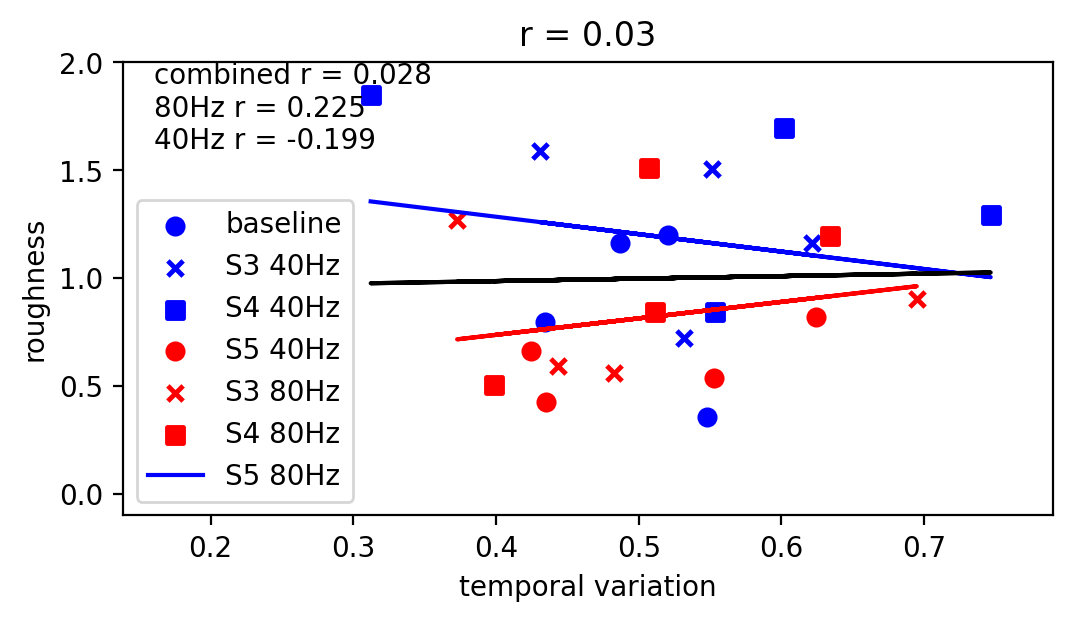 r = 0.03
combined r = 0.028
80Hz r = 0.225
40Hz r = -0.199
2.0
1.5
1.0
0.5
0.0
roughness
baseline
S3 40Hz
S4 40Hz
S5 40Hz
S3 80Hz
S4 80Hz
S5 80Hz
0.2 0.3 0.4 0.5 0.6 0.7
temporal variation